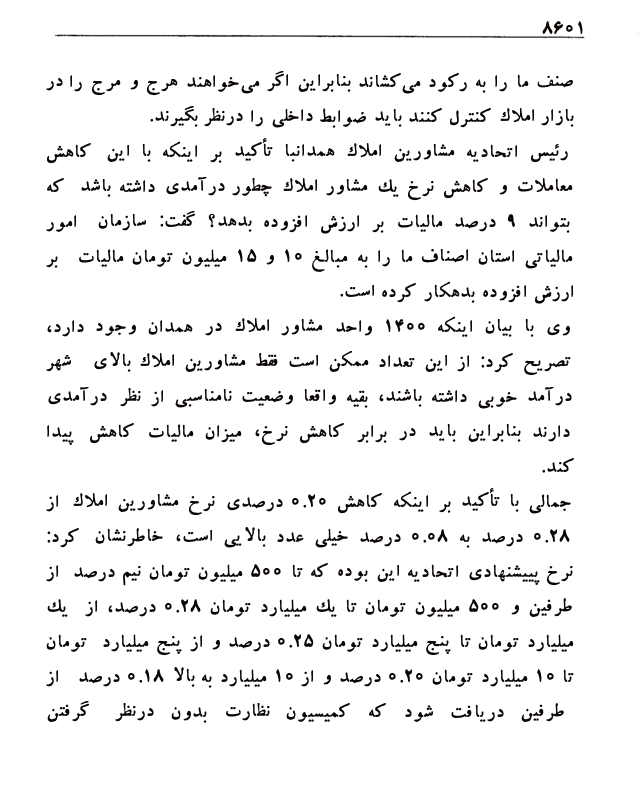 ۸۶۰۱
صنف ما را به رکود می‌کشاند بنابراین اگر می‌خواهند هرج و مرج را در
بازار املاك کنترل کنند باید ضوابط داخلی را درنظر بگیرند.
رئیس اتحادیه مشاورین املاك همدانبا تأکید بر اینکه با این کاهش
معاملات و کاهش نرخ یك مشاور املاك چطور درآمدی داشته باشد که
بتواند ۹ درصد مالیات بر ارزش افزوده بدهد؟ گفت: سازمان امور
مالیاتی استان اصناف ما را به مبالغ ۱۰ و ۱۵ میلیون تومان مالیات بر
ارزش افزوده بدهکار کرده است.
وی با بیان اینکه ۱۴۰۰ واحد مشاور املاك در همدان وجود دارد،
تصریح کرد: از این تعداد ممکن است فقط مشاورین املاك بالای شهر
درآمد خوبی داشته باشند، بقیه واقعا وضعیت نامناسبی از نظر درآمدی
دارند بنابراین باید در برابر کاهش نرخ، میزان مالیات کاهش پیدا
کند.
جمالی با تأکید بر اینکه کاهش ۰.۲۰ درصدی نرخ مشاورین املاك از
۰.۲۸ درصد به ۰.۰۸ درصد خیلی عدد بالایی است، خاطرنشان کرد:
نرخ پییشنهادی اتحادیه این بوده که تا ۵۰۰ میلیون تومان نیم درصد از
طرفین و ۵۰۰ میلیون تومان تا یك میلیارد تومان ۰.۲۸ درصد، از یك
میلیارد تومان تا پنج میلیارد تومان ۰.۲۵ درصد و از پنج میلیارد تومان
تا ۱۰ میلیارد تومان ۰.۲۰ درصد و از ۱۰ میلیارد به بالا ۰.۱۸ درصد از
طرفین دریافت شود که کمیسیون نظارت بدون درنظر گرفتن